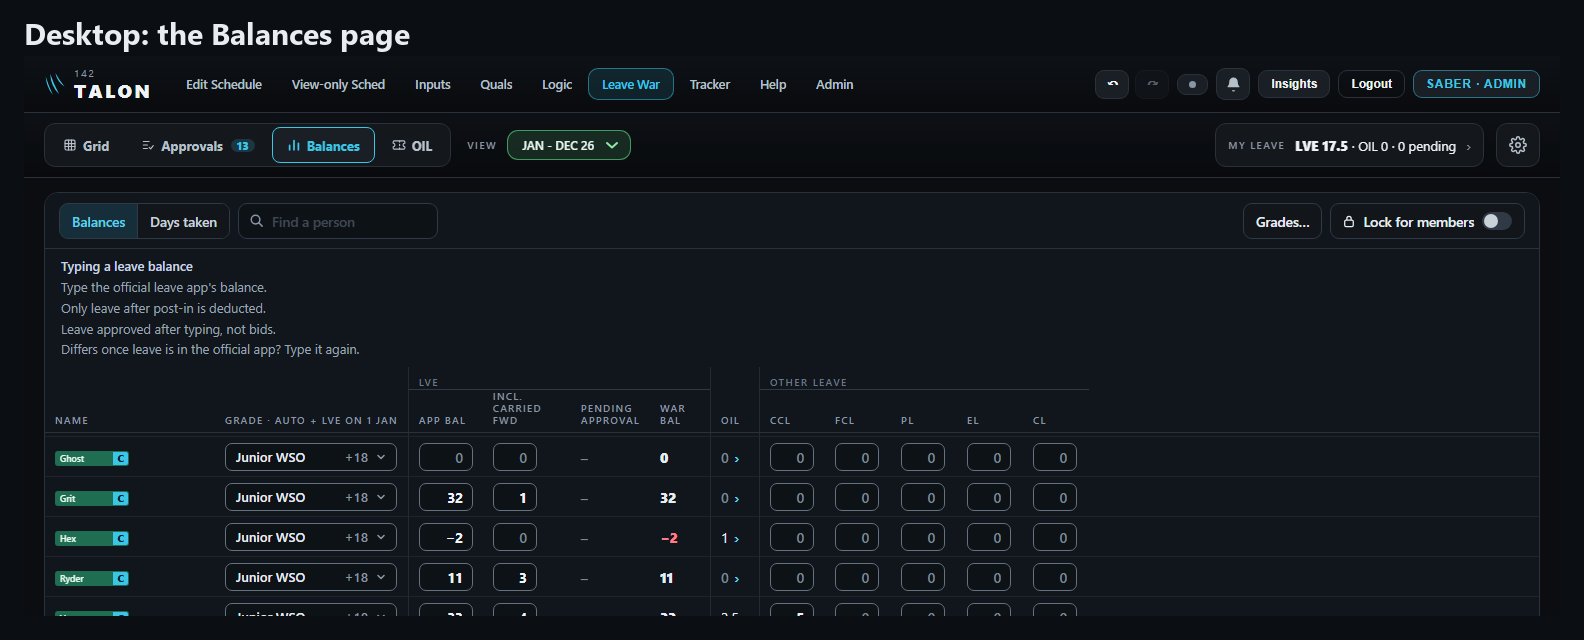 Desktop: the Balances page
142
TALON
Edit Schedule View-only Sched Inputs Quals Logic Leave War Tracker Help Admin
Insights Logout SABER · ADMIN
Grid Approvals 13 Balances OIL VIEW JAN - DEC 26
MY LEAVE LVE 17.5 · OIL 0 · 0 pending ›
Balances Days taken Find a person
Grades... Lock for members
Typing a leave balance
Type the official leave app's balance.
Only leave after post-in is deducted.
Leave approved after typing, not bids.
Differs once leave is in the official app? Type it again.
LVE OTHER LEAVE
NAME GRADE · AUTO + LVE ON 1 JAN APP BAL INCL. CARRIED FWD PENDING APPROVAL WAR BAL OIL CCL FCL PL EL CL
Ghost C Junior WSO +18 0 0 – 0 0 › 0 0 0 0 0
Grit C Junior WSO +18 32 1 – 32 0 › 0 0 0 0 0
Hex C Junior WSO +18 −2 0 – −2 1 › 0 0 0 0 0
Ryder C Junior WSO +18 11 3 – 11 0 › 0 0 0 0 0